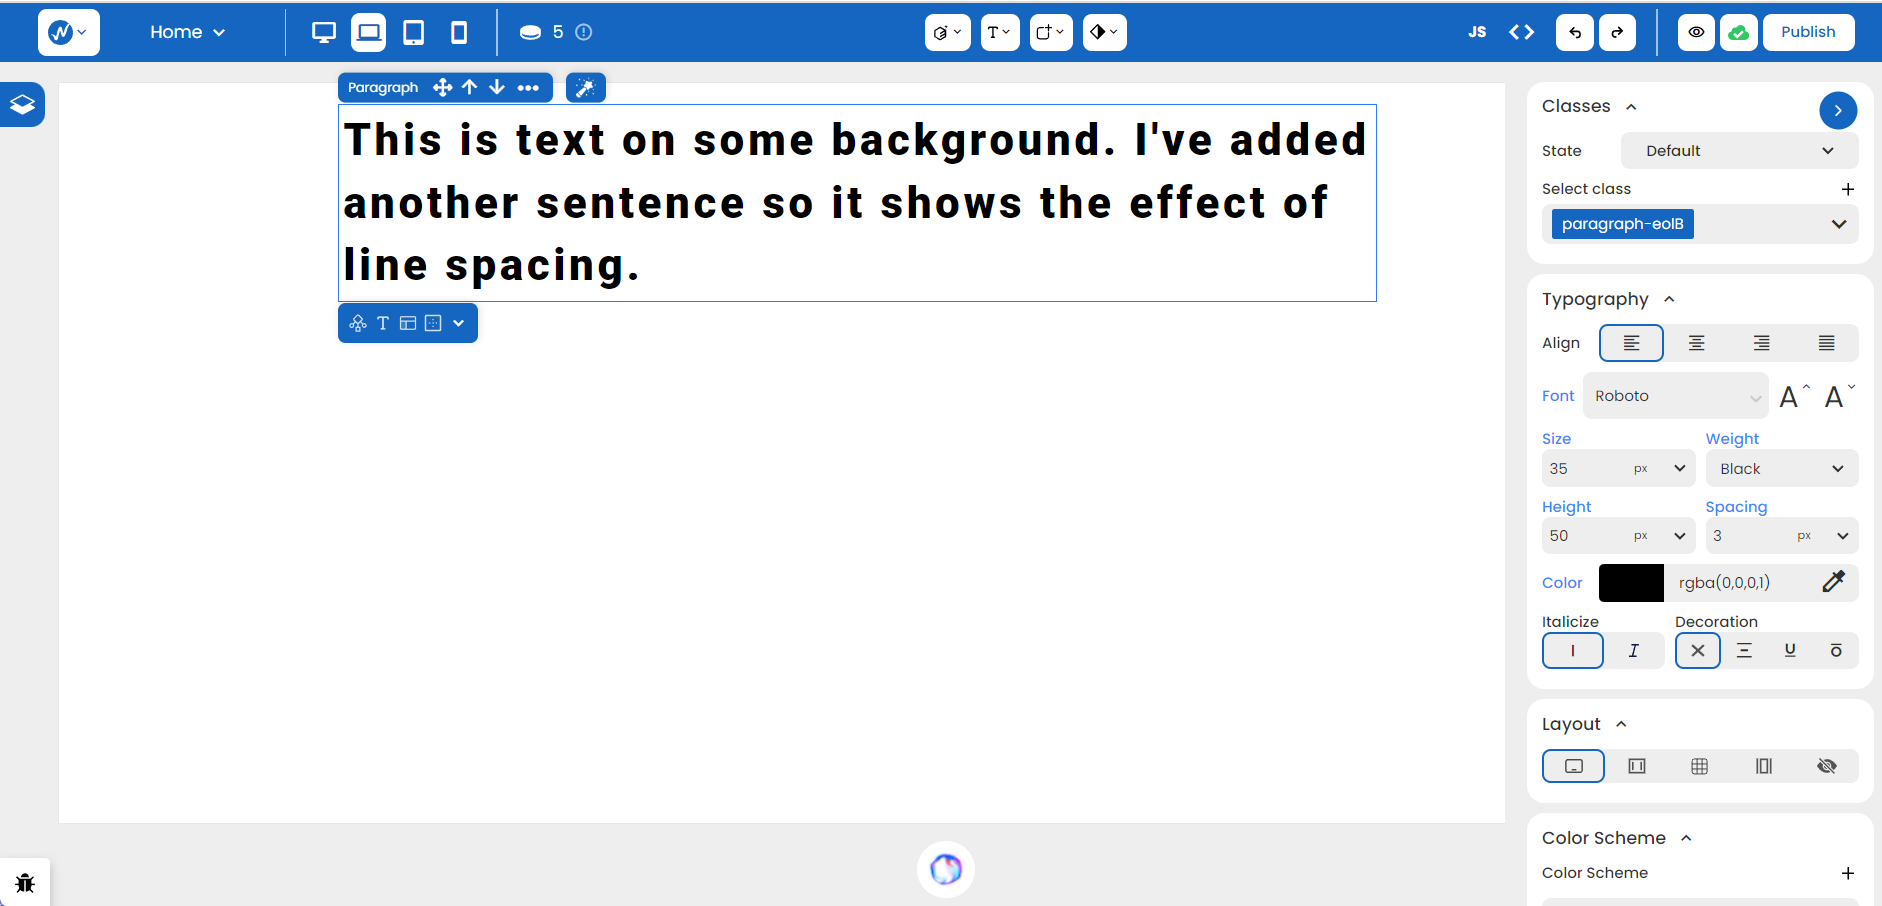 Home
5
JS
Publish
Paragraph
This is text on some background. I've added
another sentence so it shows the effect of
line spacing.
Classes
State Default
Select class
paragraph-eolB
Typography
Align
Font Roboto
Size Weight
35 px Black
Height Spacing
50 px 3 px
Color rgba(0,0,0,1)
Italicize Decoration
Layout
Color Scheme
Color Scheme